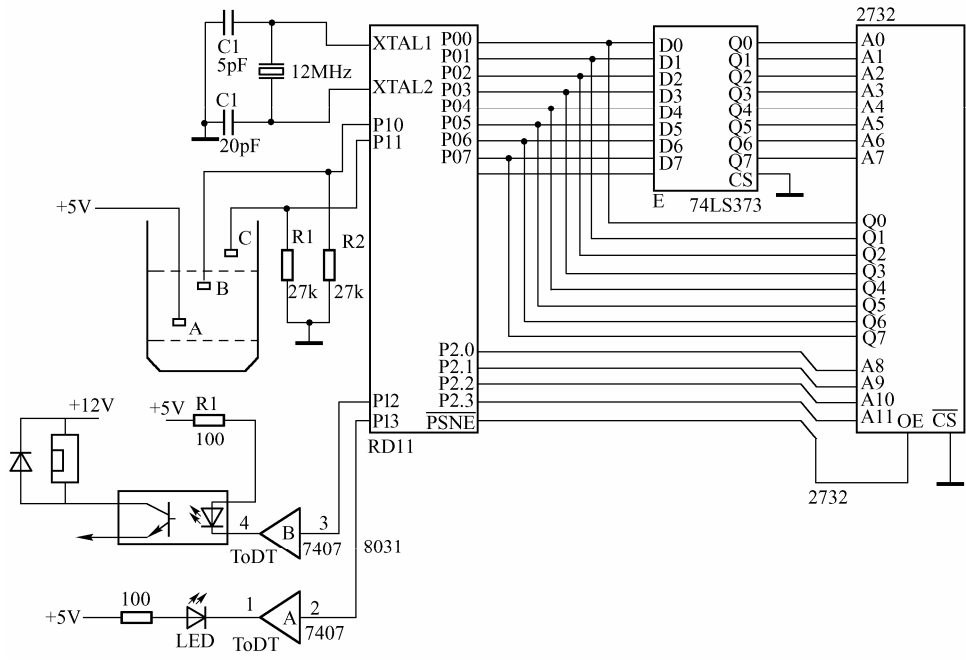 2732
C1
5pF
12MHz
C1
20pF
XTAL1
XTAL2
P10
P11
P00
P01
P02
P03
P04
P05
P06
P07
D0
D1
D2
D3
D4
D5
D6
D7
Q0
Q1
Q2
Q3
Q4
Q5
Q6
Q7
CS
E
74LS373
A0
A1
A2
A3
A4
A5
A6
A7
Q0
Q1
Q2
Q3
Q4
Q5
Q6
Q7
A8
A9
A10
A11
OE
CS
2732
+5V
C
B
A
R1
27k
R2
27k
P2.0
P2.1
P2.2
P2.3
PSNE
PI2
PI3
RD11
8031
+12V
+5V
R1
100
4
B
3
ToDT
7407
+5V
100
LED
1
A
2
ToDT
7407